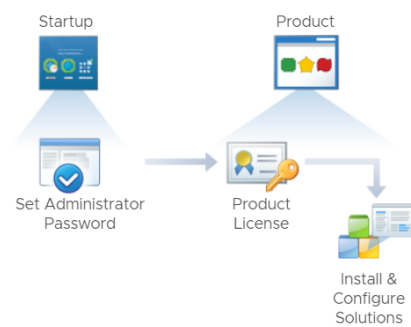 Startup
Product
Set Administrator
Password
Product
License
Install &
Configure
Solutions